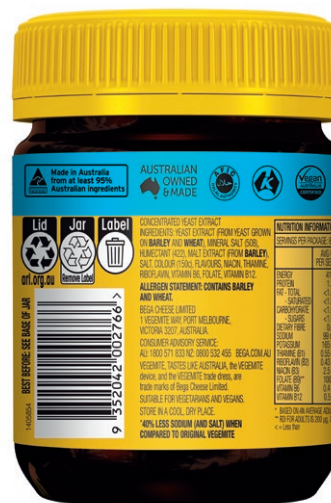 Made in Australia
from at least 95%
Australian ingredients
AUSTRALIAN
OWNED
& MADE
Vegan
Lid
Jar
Label
Remove Label
arl.org.au
BEST BEFORE: SEE BASE OF JAR
9 352042 002766 >
CONCENTRATED YEAST EXTRACT
INGREDIENTS: YEAST EXTRACT (FROM YEAST GROWN
ON BARLEY AND WHEAT), MINERAL SALT (508),
HUMECTANT (422), MALT EXTRACT (FROM BARLEY),
SALT, COLOUR (150c), FLAVOURS, NIACIN, THIAMINE,
RIBOFLAVIN, VITAMIN B6, FOLATE, VITAMIN B12.
ALLERGEN STATEMENT: CONTAINS BARLEY
AND WHEAT.
BEGA CHEESE LIMITED
1 VEGEMITE WAY, PORT MELBOURNE,
VICTORIA 3207, AUSTRALIA.
CONSUMER ADVISORY SERVICE:
AU: 1800 571 833 NZ: 0800 532 455 BEGA.COM.AU
VEGEMITE, TASTES LIKE AUSTRALIA, the VEGEMITE
device, and the VEGEMITE trade dress, are
trade marks of Bega Cheese Limited.
SUITABLE FOR VEGETARIANS AND VEGANS.
STORE IN A COOL, DRY PLACE.
*40% LESS SODIUM (AND SALT) WHEN
COMPARED TO ORIGINAL VEGEMITE
NUTRITION INFORMATI
SERVINGS PER PACKAGE:
ENERGY
PROTEIN
FAT - TOTAL
- SATURATED
CARBOHYDRATE
- SUGARS
DIETARY FIBRE
SODIUM
POTASSIUM
THIAMINE (B1)
RIBOFLAVIN (B2)
NIACIN (B3)
FOLATE (B9)**
VITAMIN B6
VITAMIN B12
< = Less than